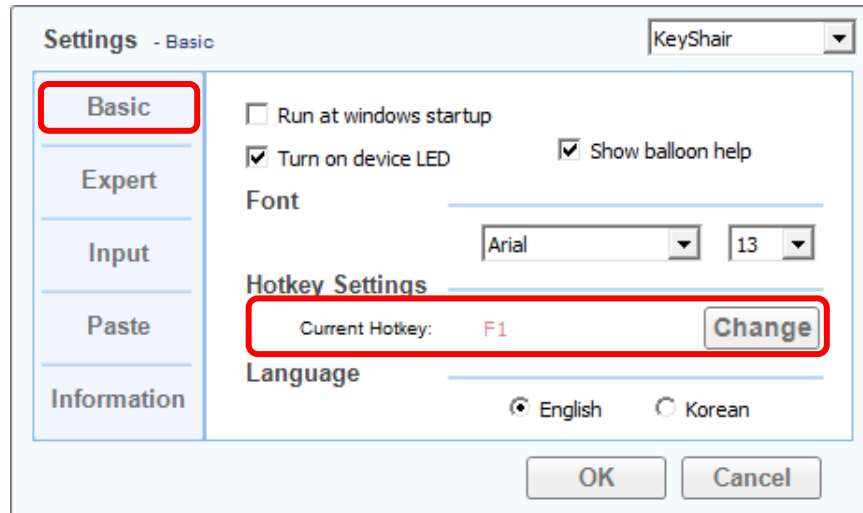 Settings - Basic
KeyShair
Basic
Expert
Input
Paste
Information
Run at windows startup
Turn on device LED
Show balloon help
Font
Arial
13
Hotkey Settings
Current Hotkey: F1
Change
Language
English
Korean
OK
Cancel